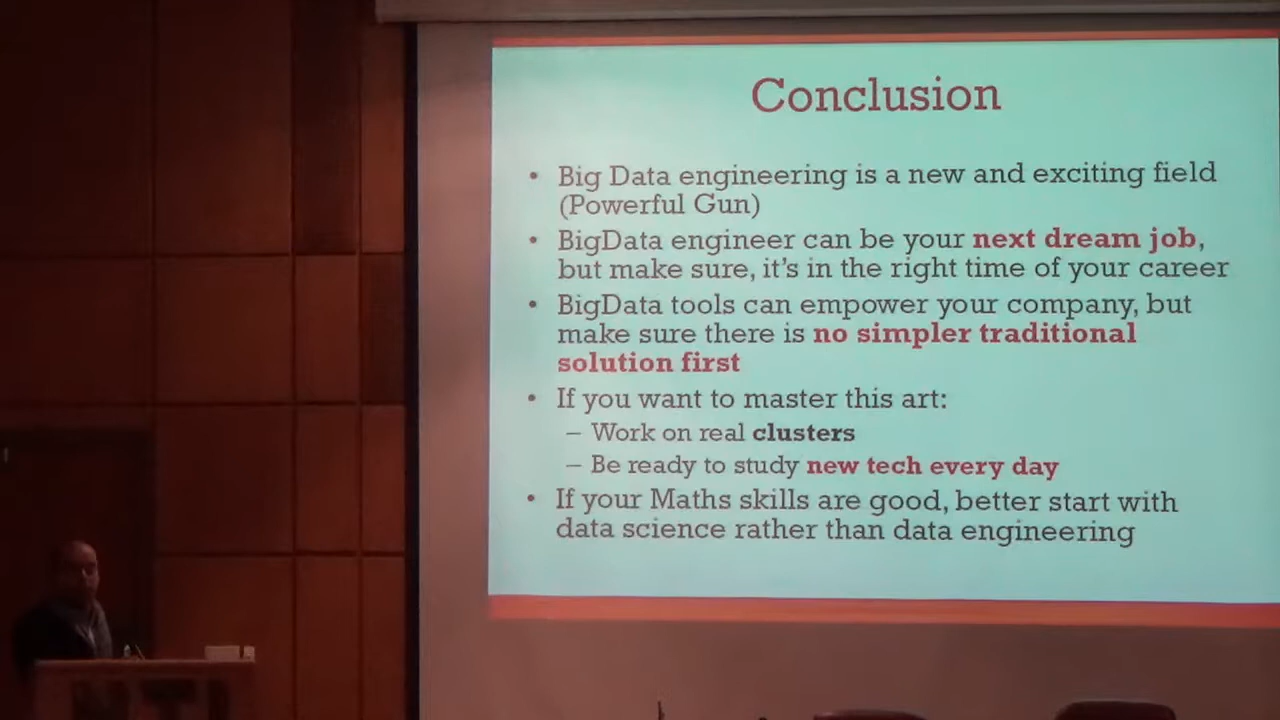 Conclusion
• Big Data engineering is a new and exciting field
(Powerful Gun)
• BigData engineer can be your next dream job,
but make sure, it's in the right time of your career
• BigData tools can empower your company, but
make sure there is no simpler traditional
solution first
• If you want to master this art:
– Work on real clusters
– Be ready to study new tech every day
• If your Maths skills are good, better start with
data science rather than data engineering